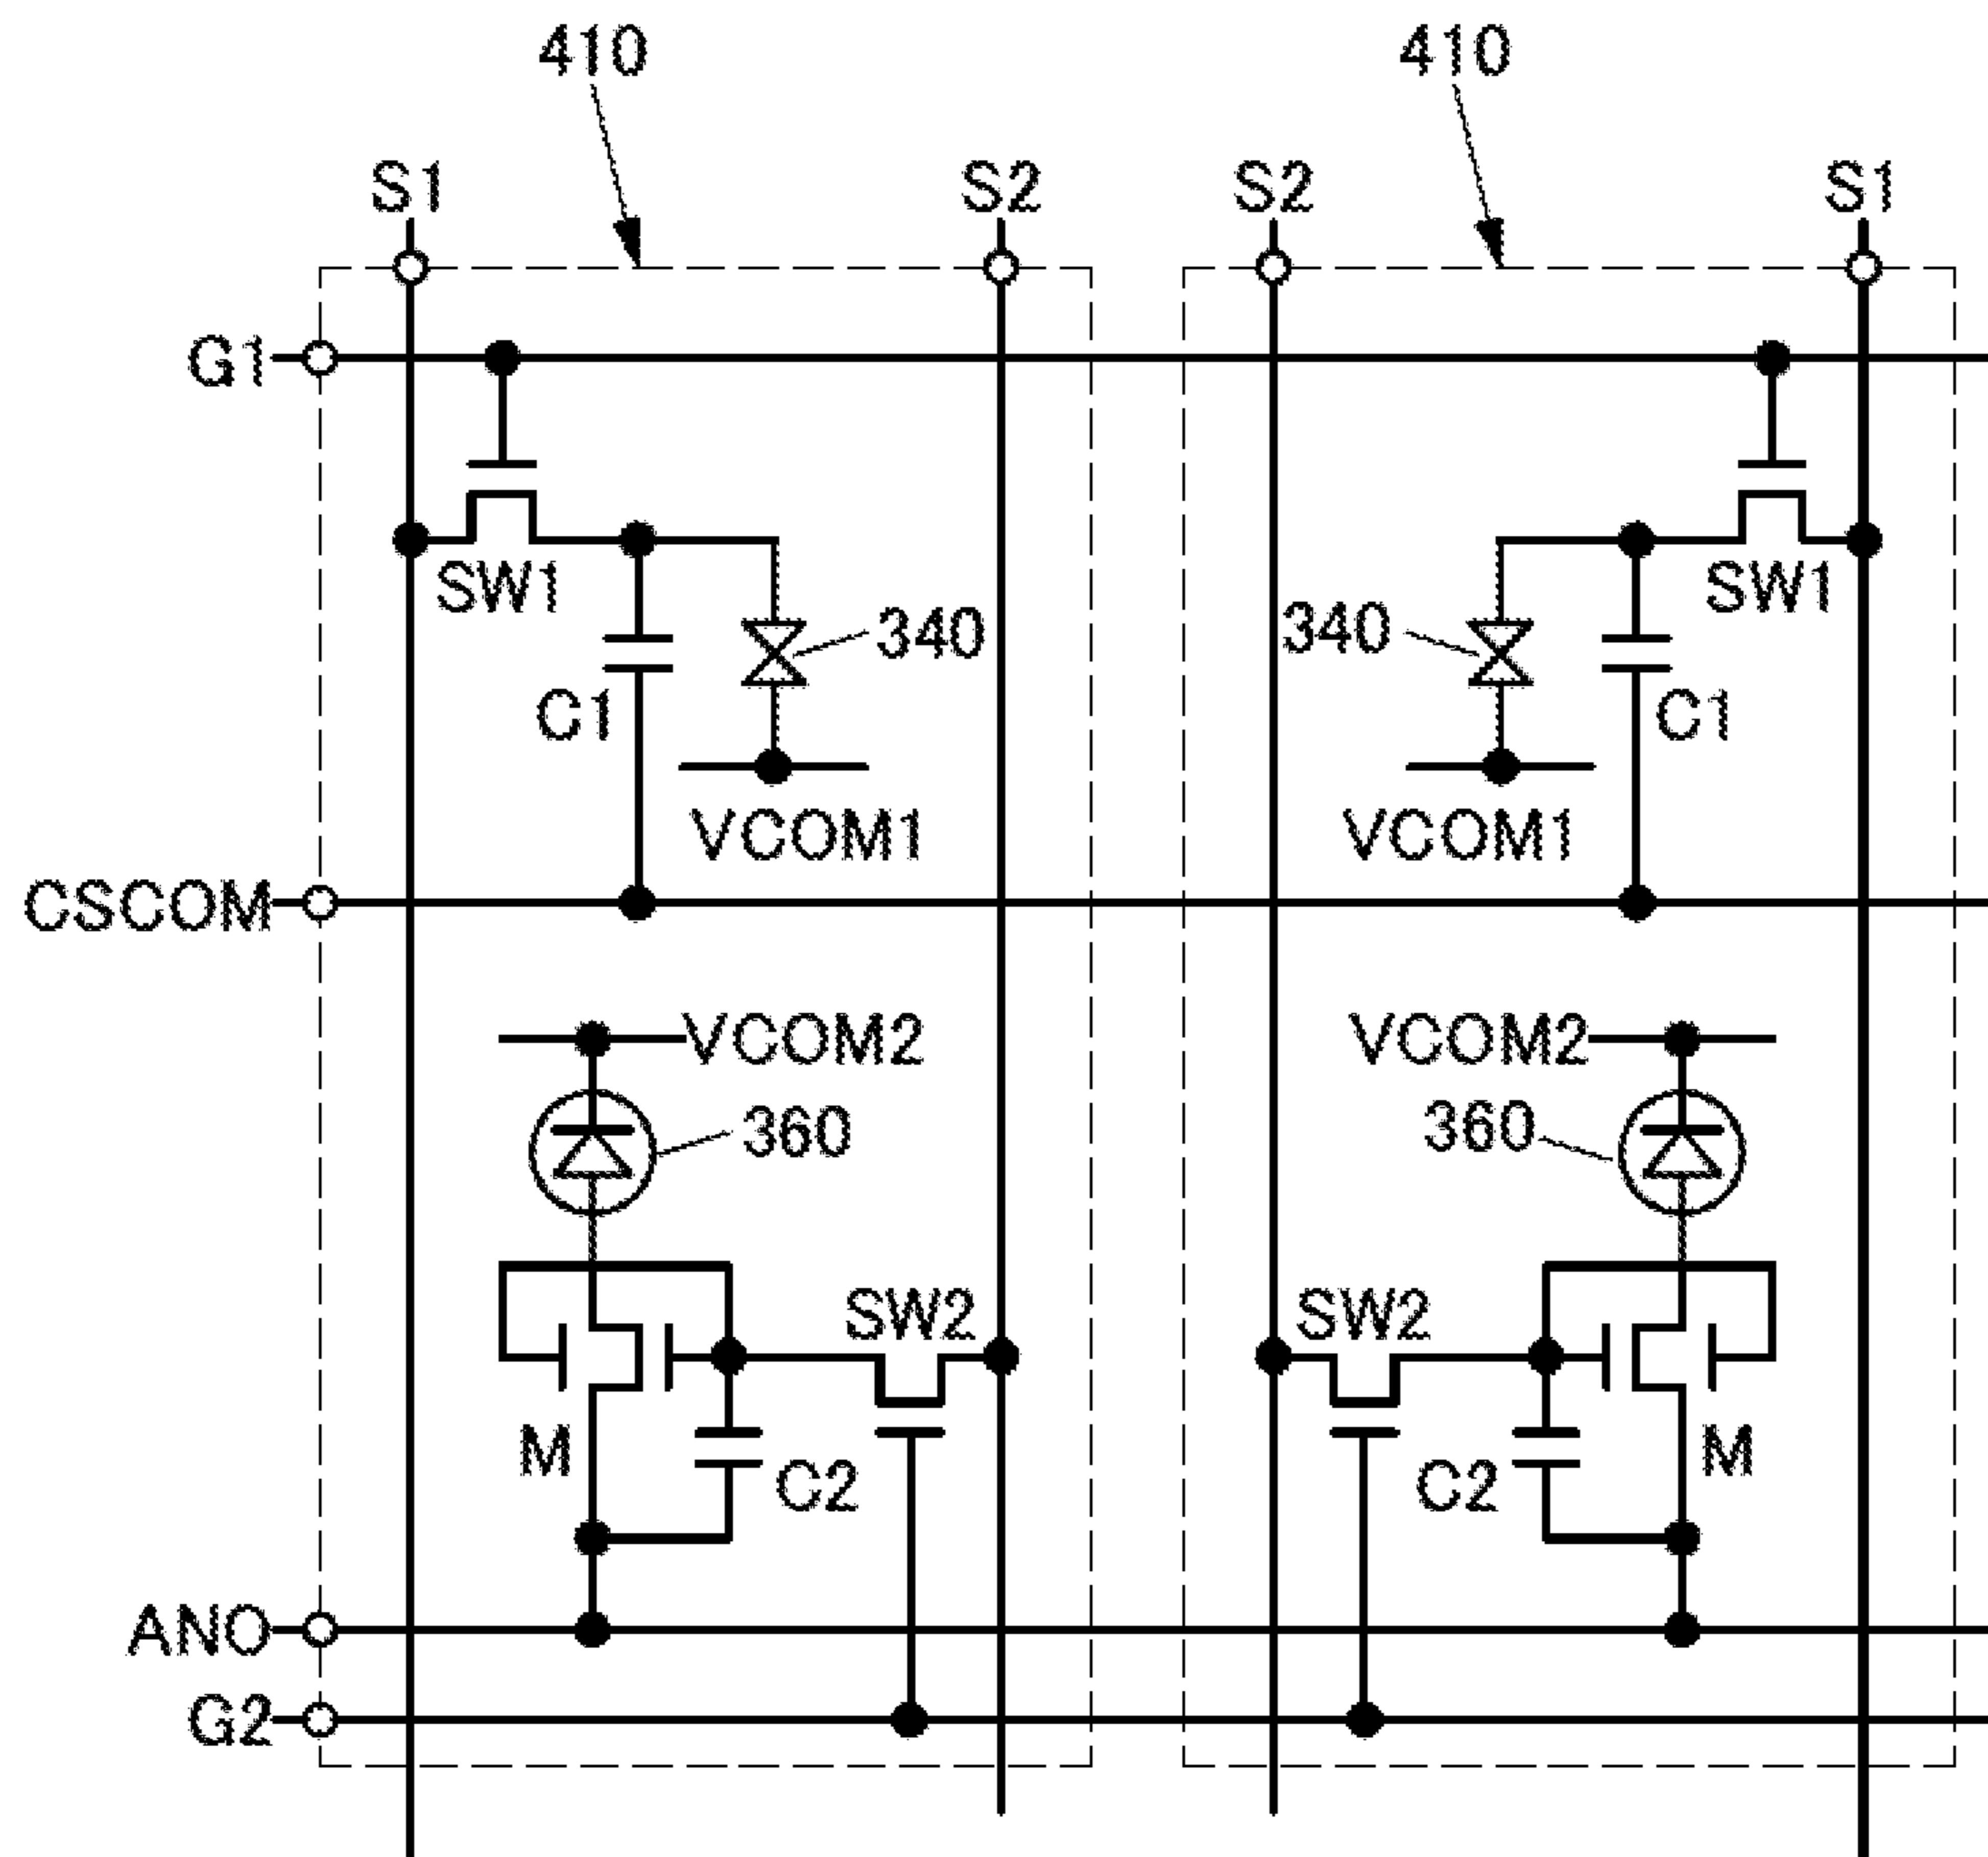 410 410
S1 S2 S2 S1
G1
SW1 SW1
340 340
C1 C1
VCOM1 VCOM1
CSCOM
VCOM2 VCOM2
360 360
SW2 SW2
M C2 C2 M
ANO
G2